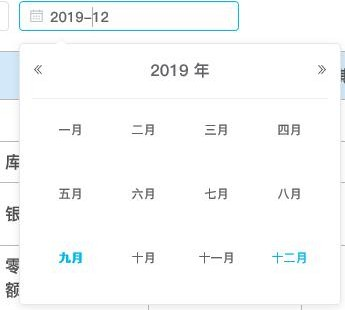 2019-12
« 2019 年 »
一月 二月 三月 四月
五月 六月 七月 八月
九月 十月 十一月 十二月
库
银
零
额